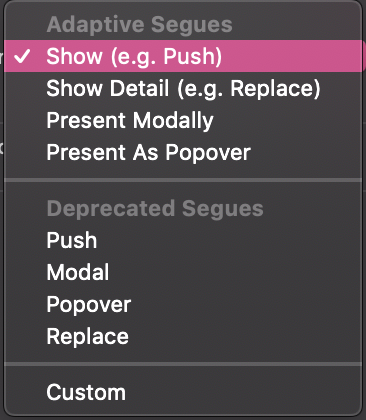 Adaptive Segues
✓ Show (e.g. Push)
Show Detail (e.g. Replace)
Present Modally
Present As Popover
Deprecated Segues
Push
Modal
Popover
Replace
Custom